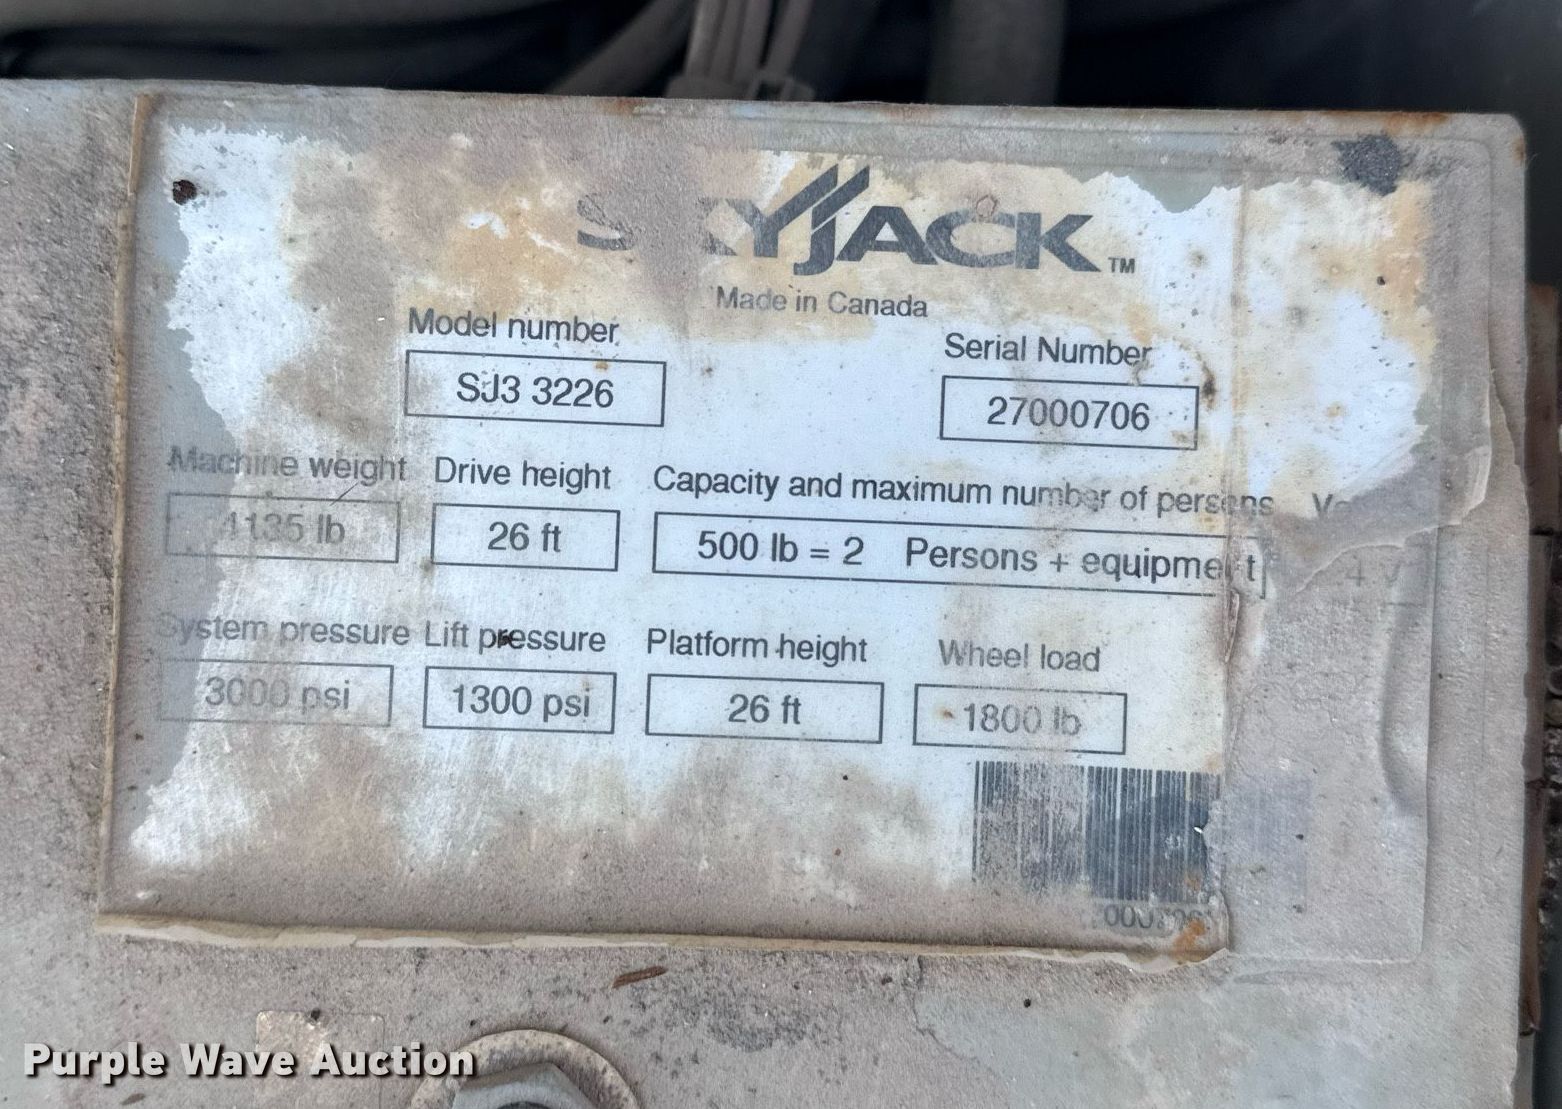 SKYJACK™
Made in Canada
Model number
SJ3 3226
Serial Number
27000706
Machine weight
4135 lb
Drive height
26 ft
Capacity and maximum number of persons
500 lb = 2 Persons + equipment
4 V
System pressure
3000 psi
Lift pressure
1300 psi
Platform height
26 ft
Wheel load
1800 lb
Purple Wave Auction